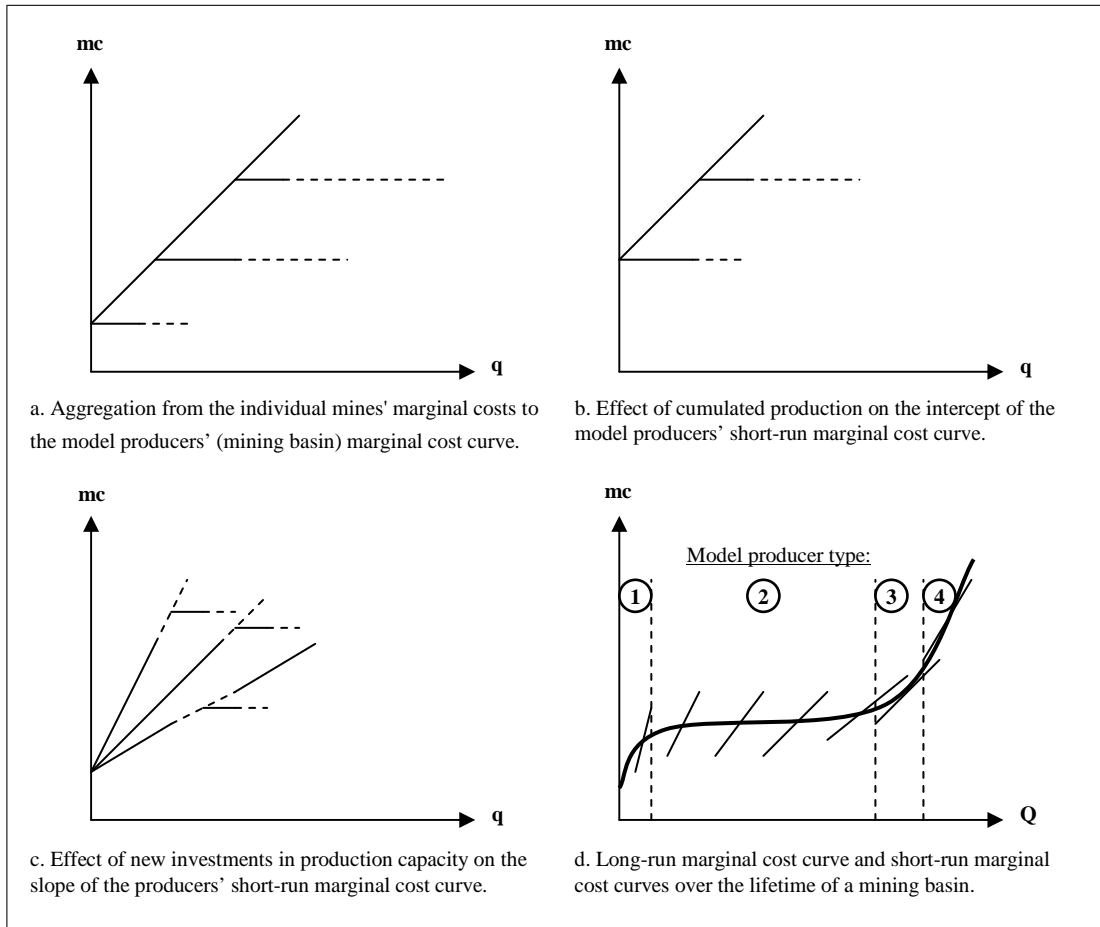 mc
q
a. Aggregation from the individual mines' marginal costs to
the model producers’ (mining basin) marginal cost curve.
mc
q
b. Effect of cumulated production on the intercept of the
model producers’ short-run marginal cost curve.
mc
q
c. Effect of new investments in production capacity on the
slope of the producers’ short-run marginal cost curve.
mc
Model producer type:
1 2 3 4
Q
d. Long-run marginal cost curve and short-run marginal
cost curves over the lifetime of a mining basin.